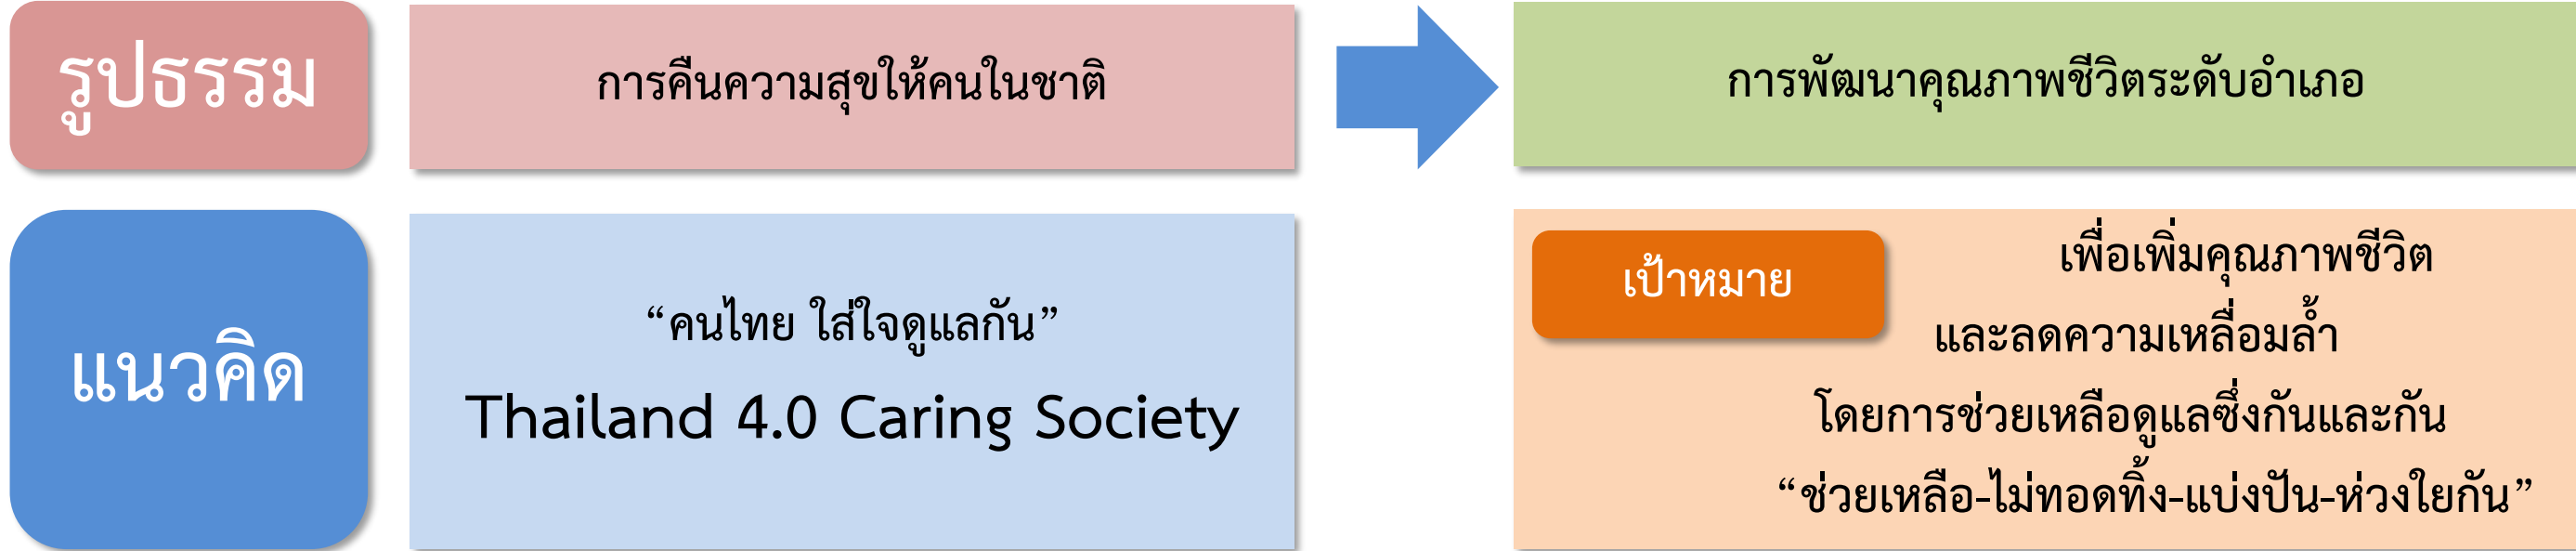 รูปธรรม
การคืนความสุขให้คนในชาติ
การพัฒนาคุณภาพชีวิตระดับอำเภอ
แนวคิด
“คนไทย ใส่ใจดูแลกัน”
Thailand 4.0 Caring Society
เป้าหมาย
เพื่อเพิ่มคุณภาพชีวิต
และลดความเหลื่อมล้ำ
โดยการช่วยเหลือดูแลซึ่งกันและกัน
“ช่วยเหลือ-ไม่ทอดทิ้ง-แบ่งปัน-ห่วงใยกัน”